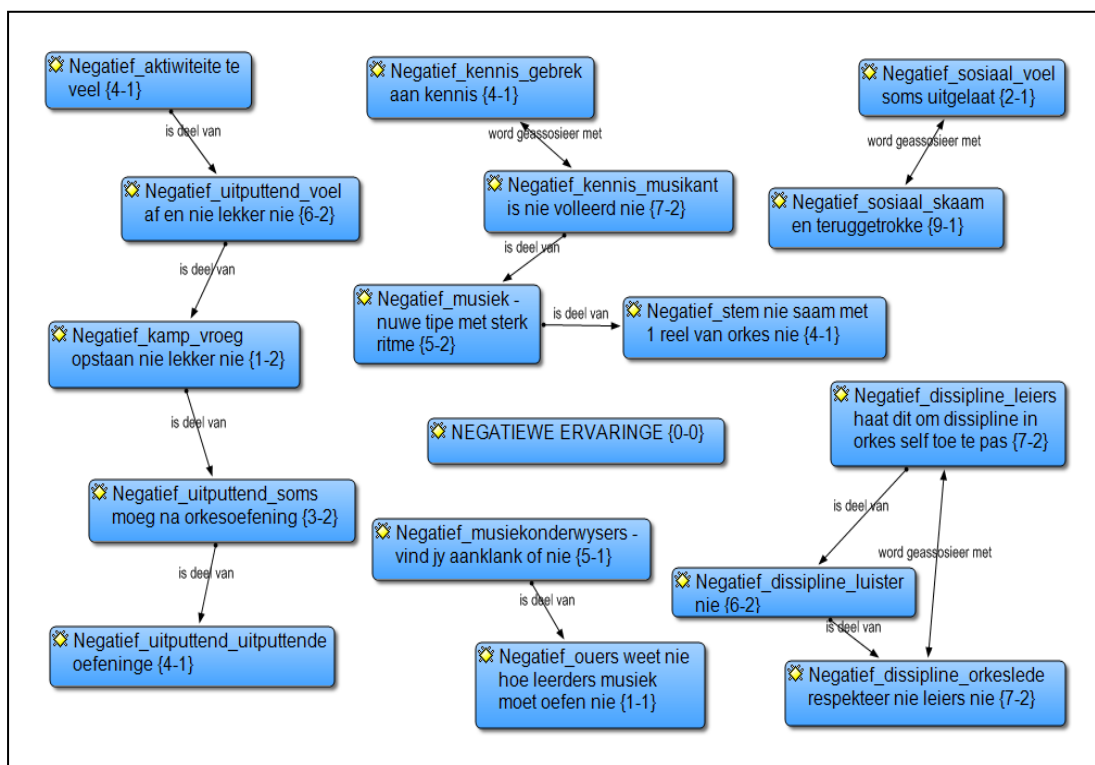 Negatief_aktiwiteite te
veel {4-1}
is deel van
Negatief_uitputtend_voel
af en nie lekker nie {6-2}
is deel van
Negatief_kamp_vroeg
opstaan nie lekker nie {1-2}
is deel van
Negatief_uitputtend_soms
moeg na orkesoefening {3-2}
is deel van
Negatief_uitputtend_uitputtende
oefeninge {4-1}
Negatief_kennis_gebrek
aan kennis {4-1}
word geassosieer met
Negatief_kennis_musikant
is nie volleerd nie {7-2}
is deel van
Negatief_musiek -
nuwe tipe met sterk
ritme {5-2}
is deel van
Negatief_stem nie saam met
1 reel van orkes nie {4-1}
NEGATIEWE ERVARINGE {0-0}
Negatief_musiekonderwysers -
vind jy aanklank of nie {5-1}
is deel van
Negatief_ouers weet nie
hoe leerders musiek
moet oefen nie {1-1}
Negatief_sosiaal_voel
soms uitgelaat {2-1}
word geassosieer met
Negatief_sosiaal_skaam
en teruggetrokke {9-1}
Negatief_dissipline_leiers
haat dit om dissipline in
orkes self toe te pas {7-2}
is deel van
word geassosieer met
Negatief_dissipline_luister
nie {6-2}
is deel van
Negatief_dissipline_orkeslede
respekteer nie leiers nie {7-2}